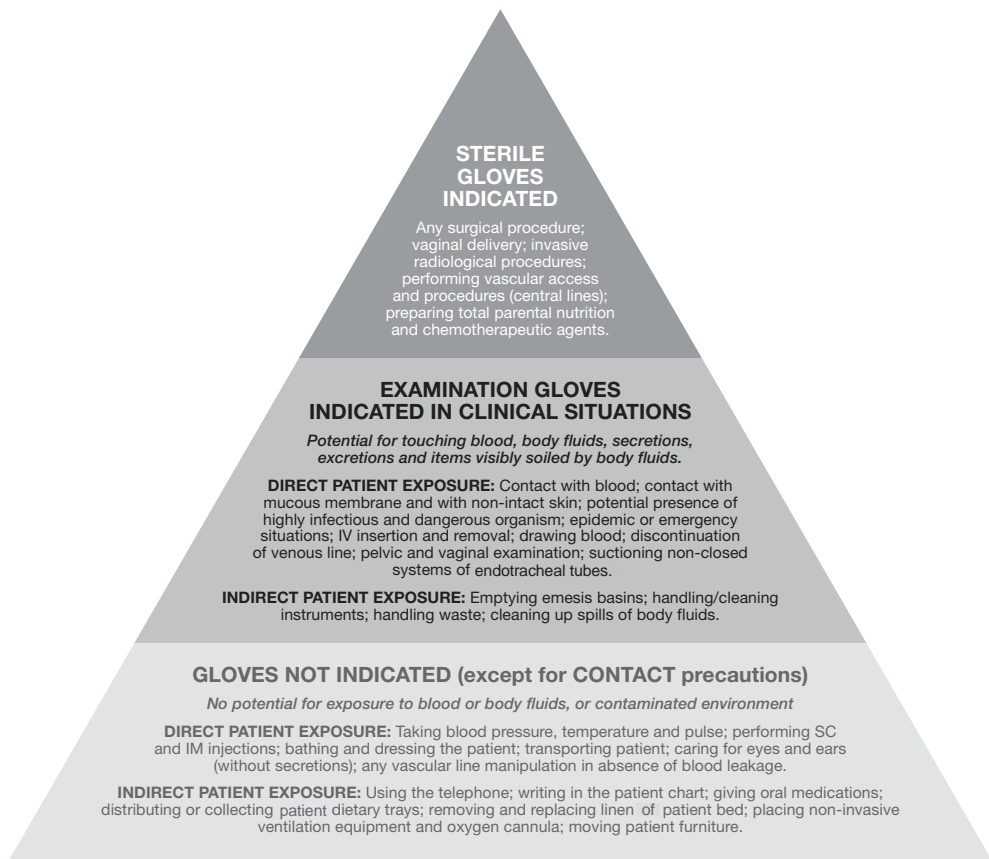 STERILE
GLOVES
INDICATED
Any surgical procedure;
vaginal delivery; invasive
radiological procedures;
performing vascular access
and procedures (central lines);
preparing total parental nutrition
and chemotherapeutic agents.
EXAMINATION GLOVES
INDICATED IN CLINICAL SITUATIONS
Potential for touching blood, body fluids, secretions,
excretions and items visibly soiled by body fluids.
DIRECT PATIENT EXPOSURE: Contact with blood; contact with
mucous membrane and with non-intact skin; potential presence of
highly infectious and dangerous organism; epidemic or emergency
situations; IV insertion and removal; drawing blood; discontinuation
of venous line; pelvic and vaginal examination; suctioning non-closed
systems of endotracheal tubes.
INDIRECT PATIENT EXPOSURE: Emptying emesis basins; handling/cleaning
instruments; handling waste; cleaning up spills of body fluids.
GLOVES NOT INDICATED (except for CONTACT precautions)
No potential for exposure to blood or body fluids, or contaminated environment
DIRECT PATIENT EXPOSURE: Taking blood pressure, temperature and pulse; performing SC
and IM injections; bathing and dressing the patient; transporting patient; caring for eyes and ears
(without secretions); any vascular line manipulation in absence of blood leakage.
INDIRECT PATIENT EXPOSURE: Using the telephone; writing in the patient chart; giving oral medications;
distributing or collecting patient dietary trays; removing and replacing linen of patient bed; placing non-invasive
ventilation equipment and oxygen cannula; moving patient furniture.